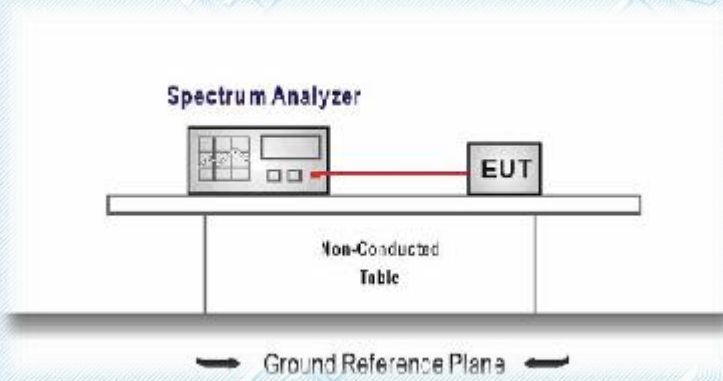 Spectrum Analyzer
EUT
Non-Conducted
Table
Ground Reference Plane